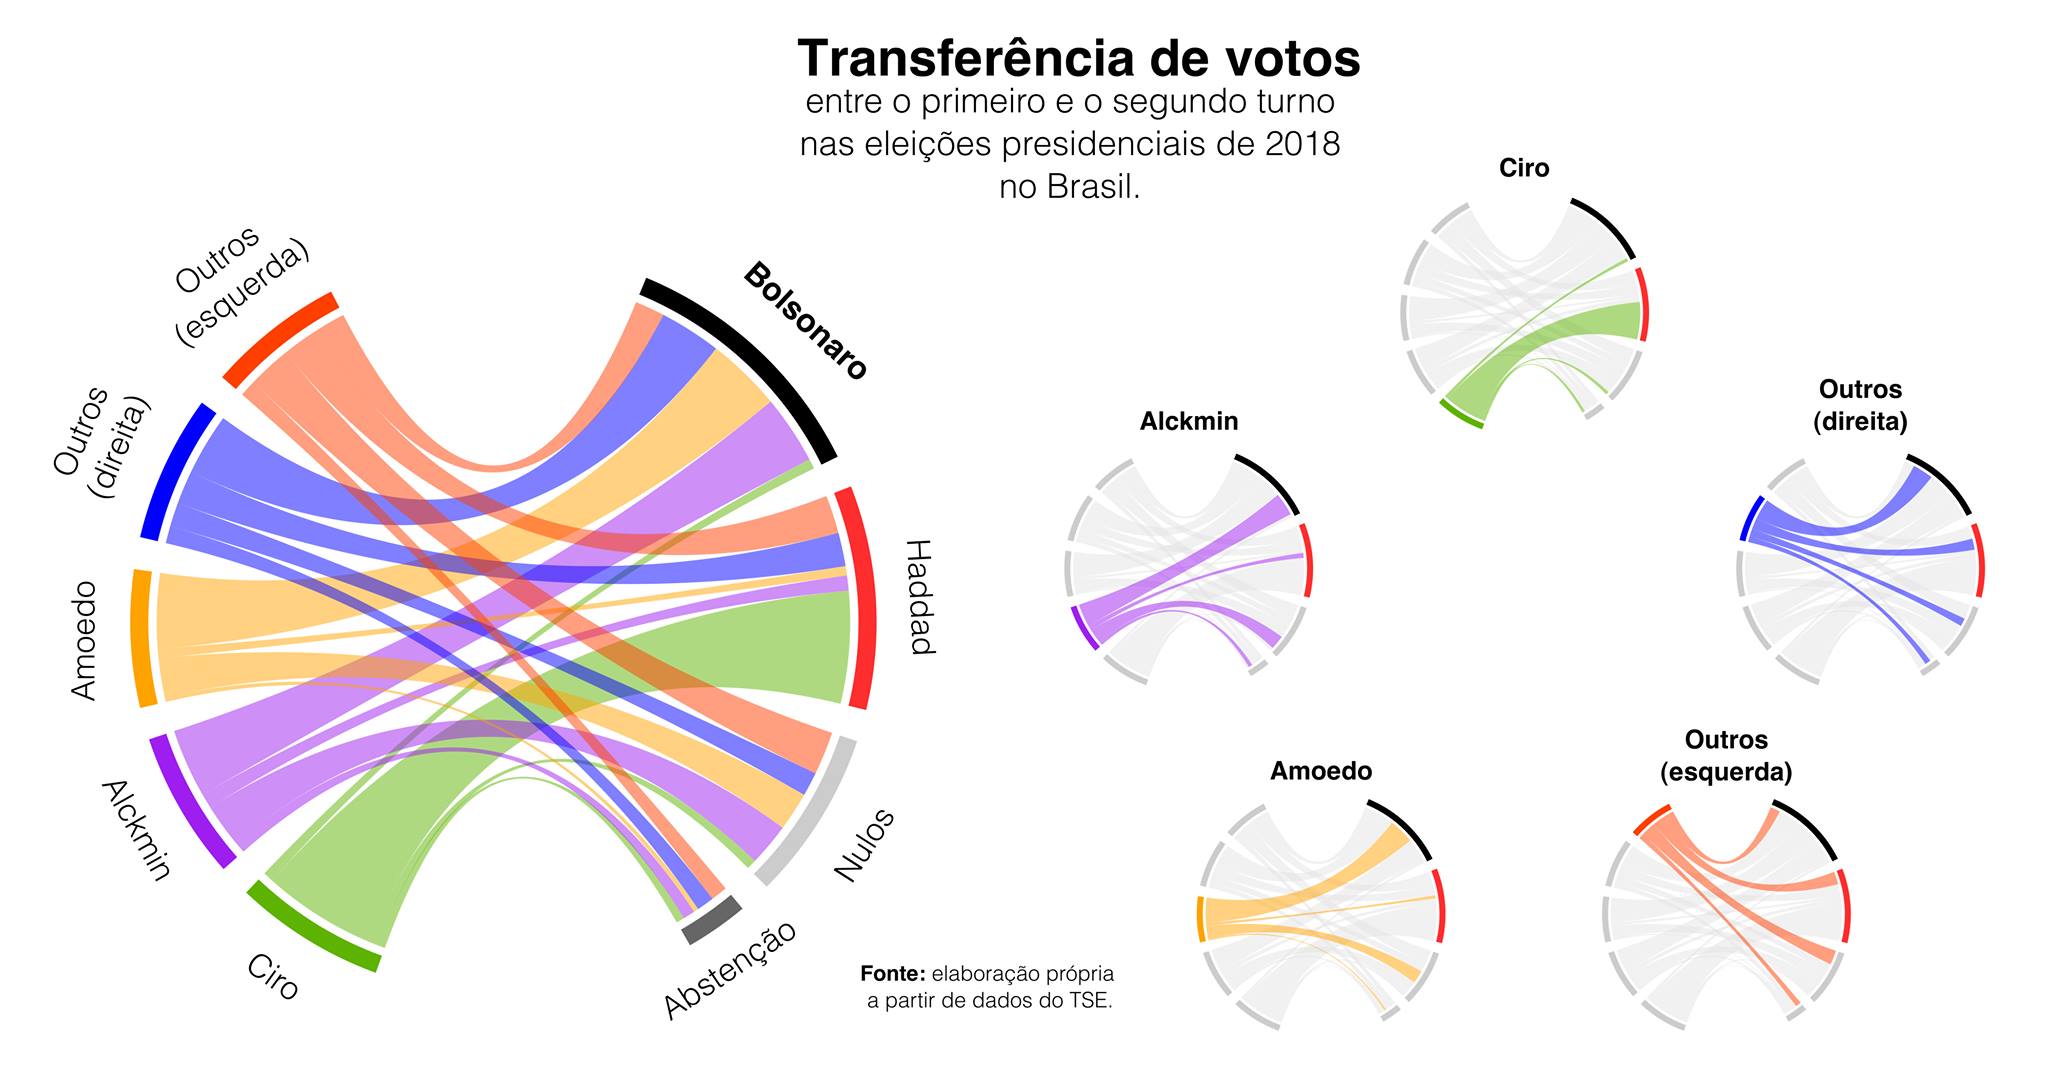 Transferência de votos
entre o primeiro e o segundo turno
nas eleições presidenciais de 2018
no Brasil.
Outros
(esquerda)
Outros
(direita)
Amoedo
Alckmin
Ciro
Bolsonaro
Haddad
Nulos
Abstenção
Fonte: elaboração própria
a partir de dados do TSE.
Ciro
Alckmin
Outros
(direita)
Amoedo
Outros
(esquerda)